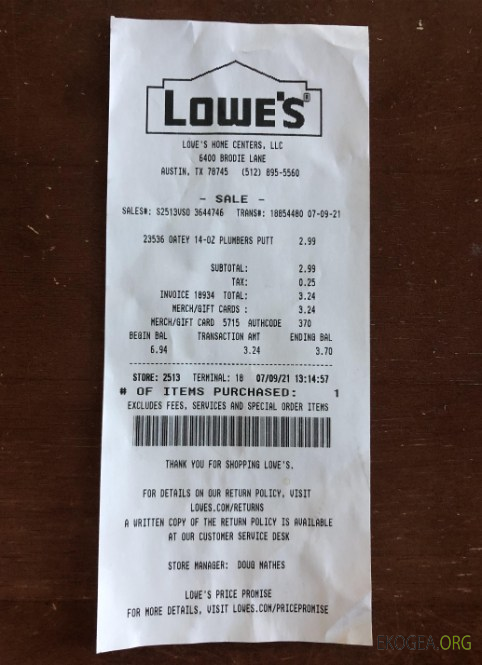 LOWE'S®
LOWE'S HOME CENTERS, LLC
6400 BRODIE LANE
AUSTIN, TX 78745 (512) 895-5560
- SALE -
SALES#: S2513VS0 3644746 TRANS#: 18854480 07-09-21
23536 OATEY 14-OZ PLUMBERS PUTT 2.99
SUBTOTAL: 2.99
TAX: 0.25
INVOICE 18934 TOTAL: 3.24
MERCH/GIFT CARDS : 3.24
MERCH/GIFT CARD 5715 AUTHCODE 370
BEGIN BAL TRANSACTION AMT ENDING BAL
6.94 3.24 3.70
STORE: 2513 TERMINAL: 18 07/09/21 13:14:57
# OF ITEMS PURCHASED: 1
EXCLUDES FEES, SERVICES AND SPECIAL ORDER ITEMS
THANK YOU FOR SHOPPING LOWE'S.
FOR DETAILS ON OUR RETURN POLICY, VISIT
LOWES.COM/RETURNS
A WRITTEN COPY OF THE RETURN POLICY IS AVAILABLE
AT OUR CUSTOMER SERVICE DESK
STORE MANAGER: DOUG MATHES
LOWE'S PRICE PROMISE
FOR MORE DETAILS, VISIT LOWES.COM/PRICEPROMISE
EKOGEA.ORG